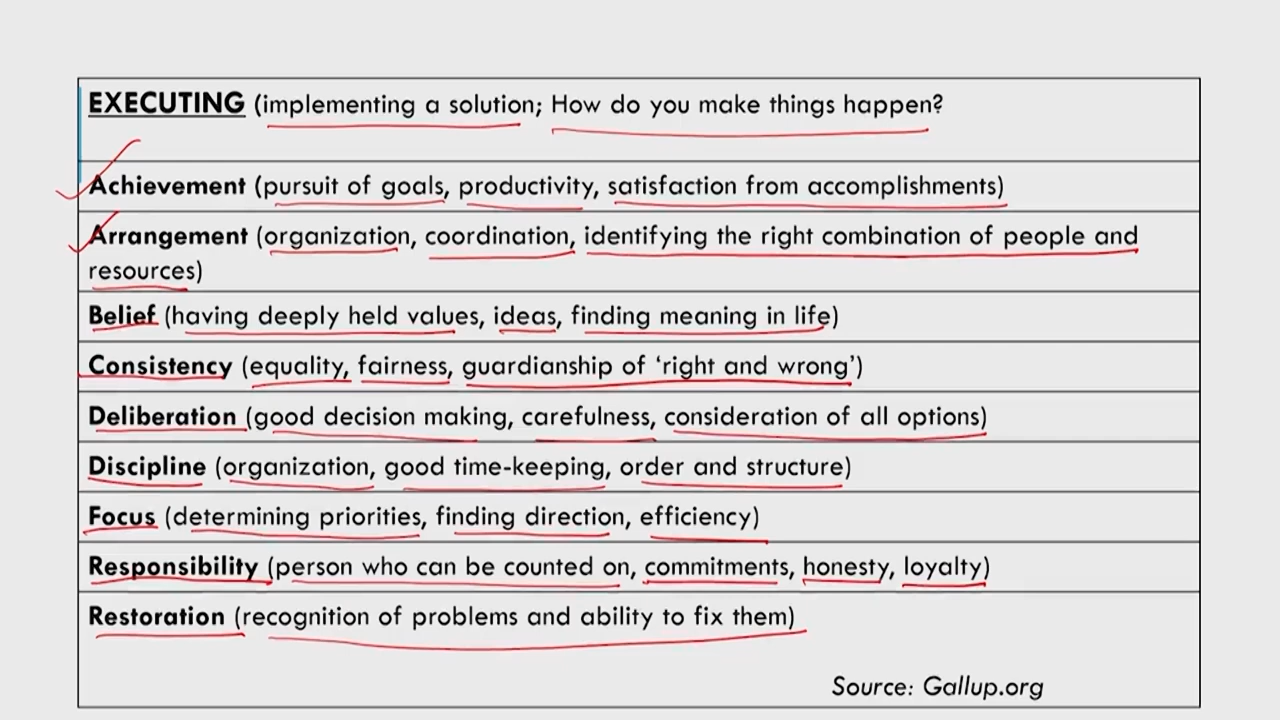 EXECUTING (implementing a solution; How do you make things happen?
Achievement (pursuit of goals, productivity, satisfaction from accomplishments)
Arrangement (organization, coordination, identifying the right combination of people and
resources)
Belief (having deeply held values, ideas, finding meaning in life)
Consistency (equality, fairness, guardianship of ‘right and wrong’)
Deliberation (good decision making, carefulness, consideration of all options)
Discipline (organization, good time-keeping, order and structure)
Focus (determining priorities, finding direction, efficiency)
Responsibility (person who can be counted on, commitments, honesty, loyalty)
Restoration (recognition of problems and ability to fix them)
Source: Gallup.org